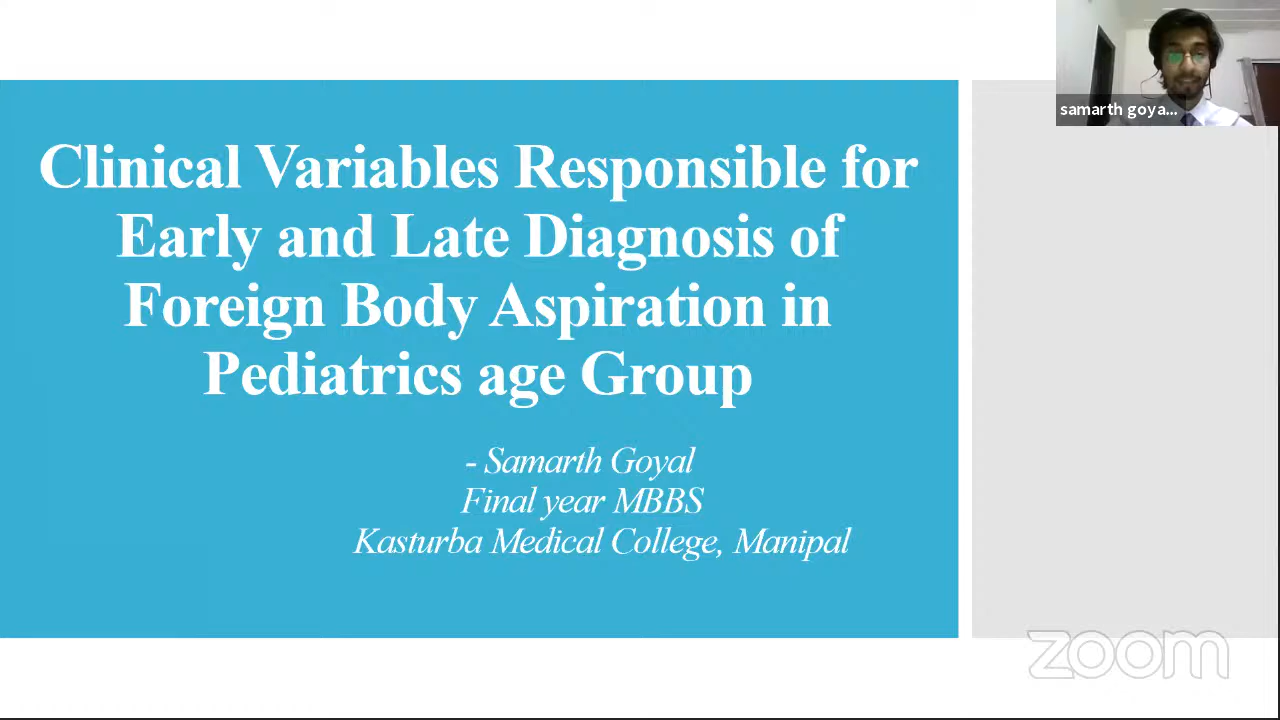 samarth goya...
Clinical Variables Responsible for
Early and Late Diagnosis of
Foreign Body Aspiration in
Pediatrics age Group
- Samarth Goyal
Final year MBBS
Kasturba Medical College, Manipal
zoom